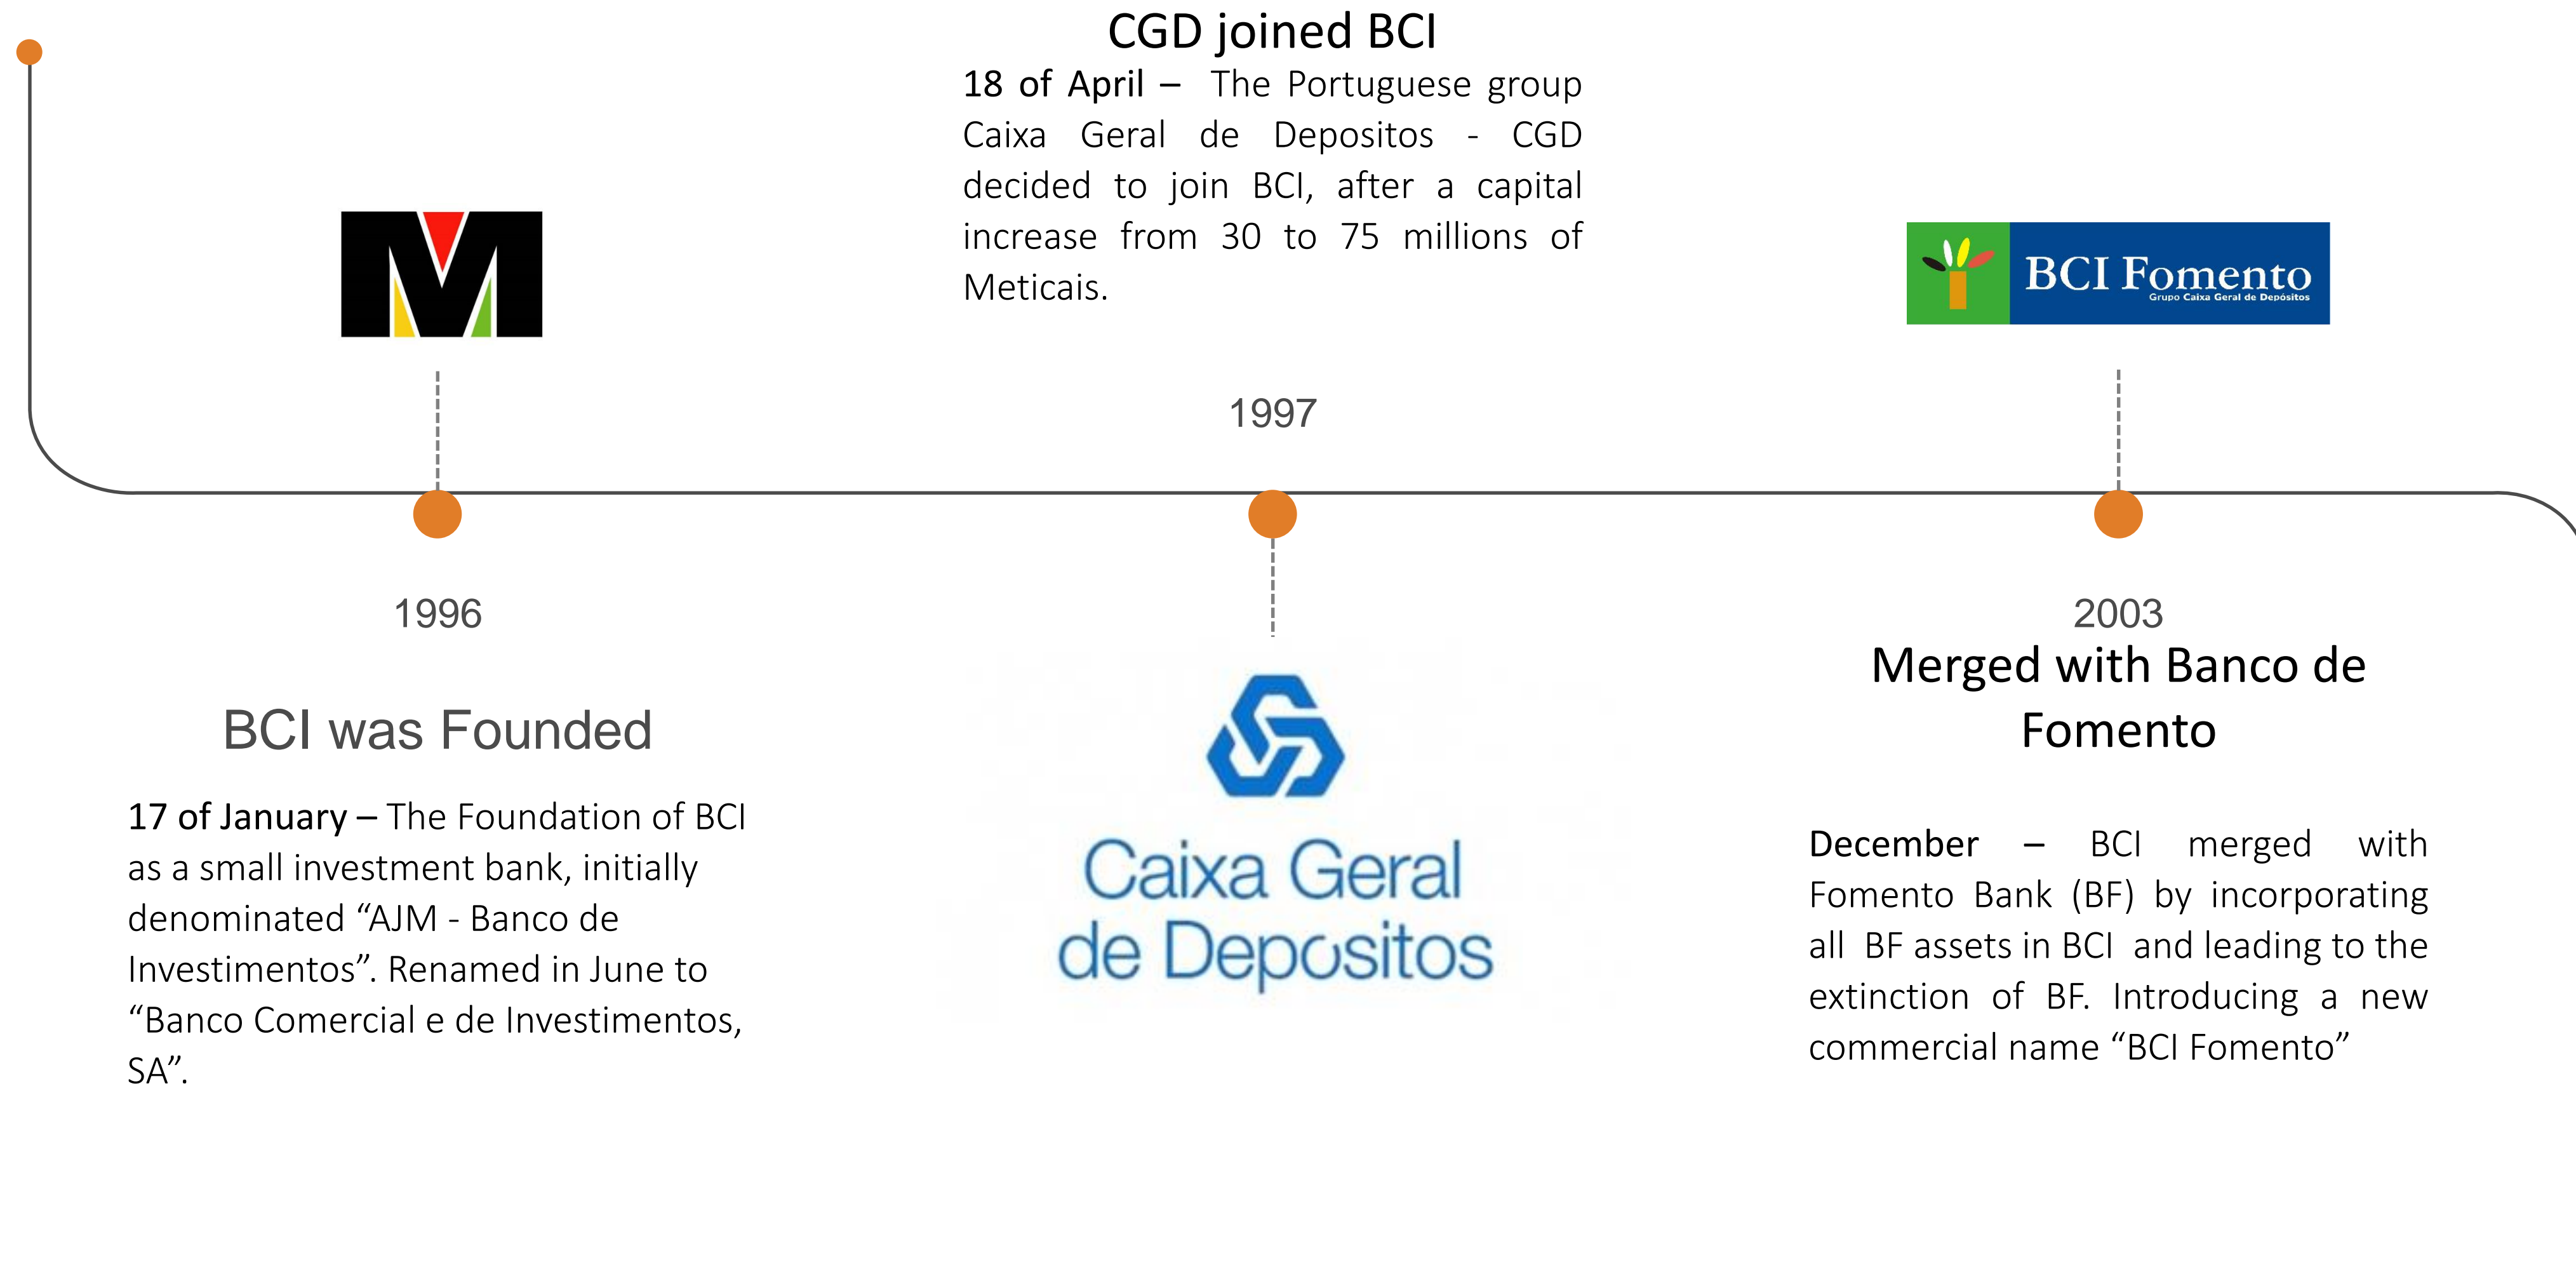 CGD joined BCI
18 of April – The Portuguese group
Caixa Geral de Depositos - CGD
decided to join BCI, after a capital
increase from 30 to 75 millions of
Meticais.
M
BCI Fomento
Grupo Caixa Geral de Depósitos
1997
1996
BCI was Founded
17 of January – The Foundation of BCI
as a small investment bank, initially
denominated “AJM - Banco de
Investimentos”. Renamed in June to
“Banco Comercial e de Investimentos,
SA”.
Caixa Geral
de Depositos
2003
Merged with Banco de
Fomento
December – BCI merged with
Fomento Bank (BF) by incorporating
all BF assets in BCI and leading to the
extinction of BF. Introducing a new
commercial name “BCI Fomento”